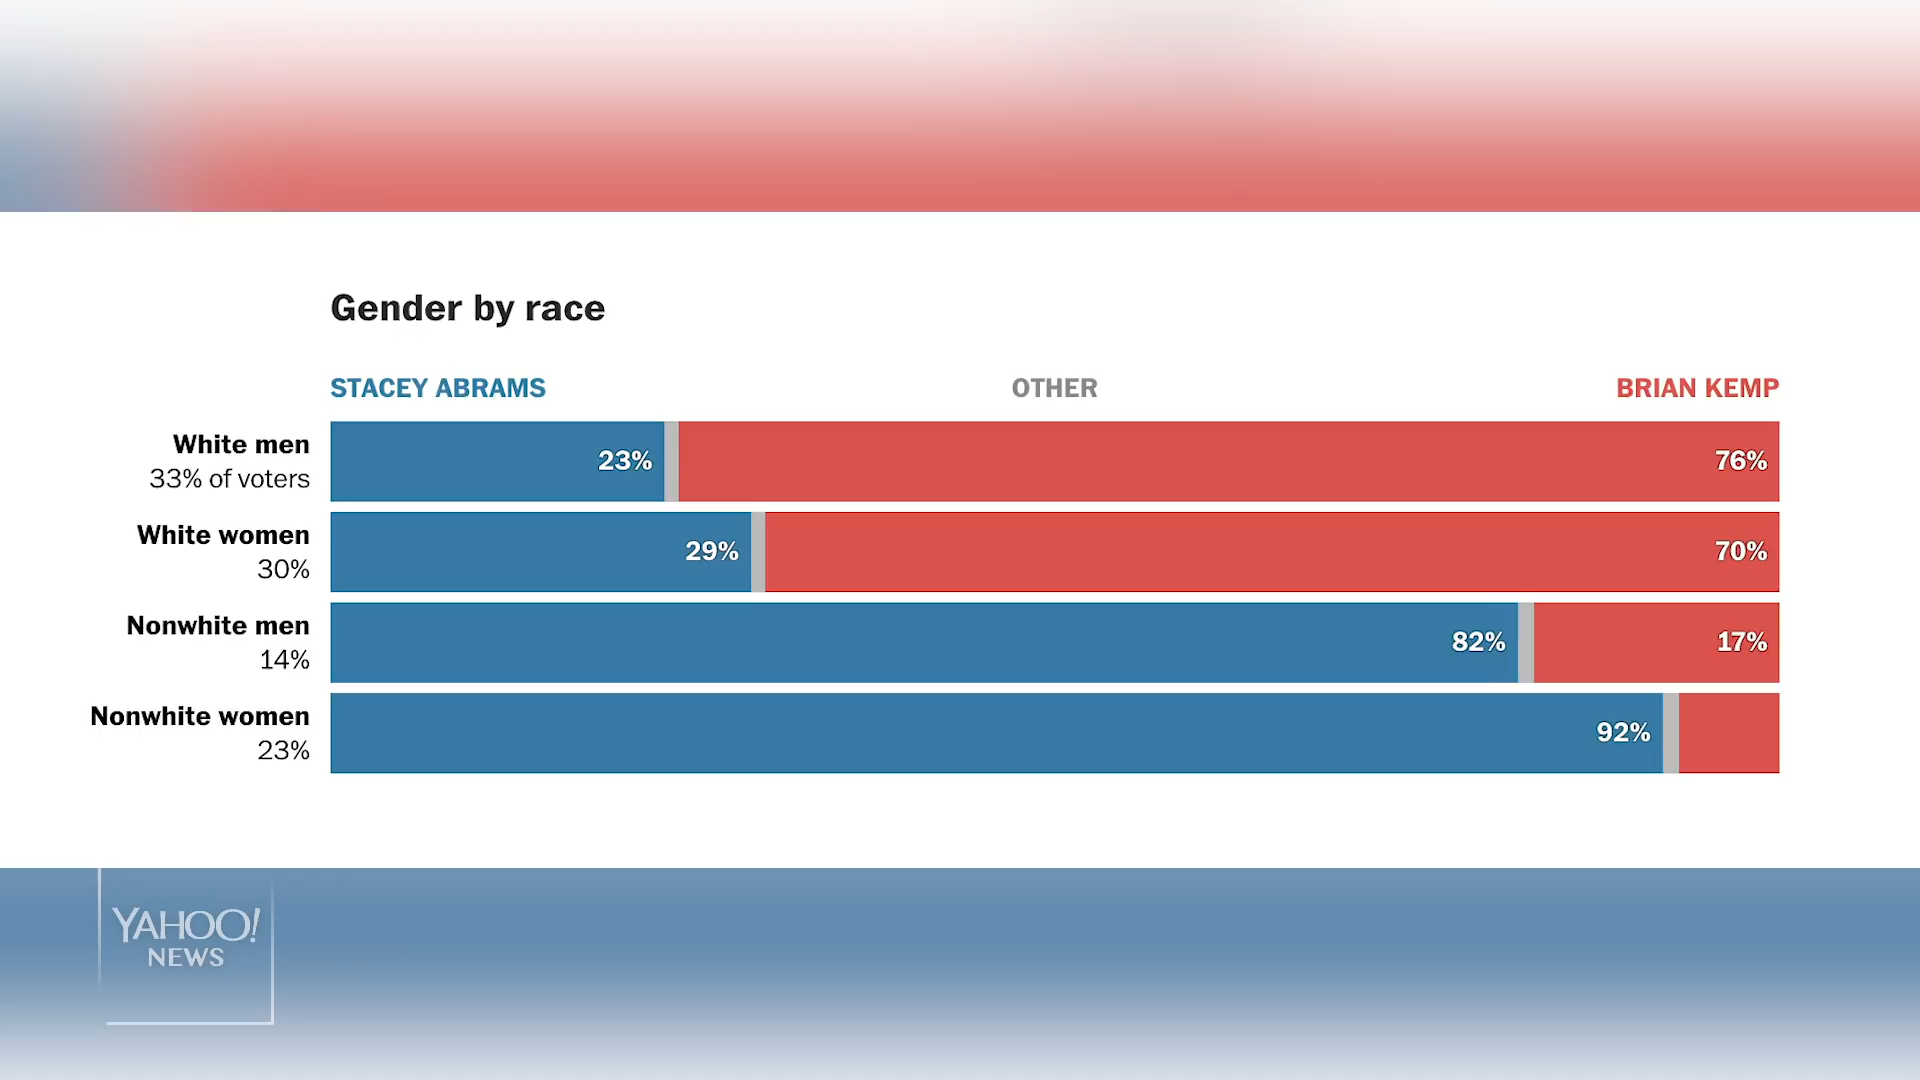 Gender by race
STACEY ABRAMS OTHER BRIAN KEMP
White men
33% of voters
23% 76%
White women
30%
29% 70%
Nonwhite men
14%
82% 17%
Nonwhite women
23%
92%
YAHOO!
NEWS